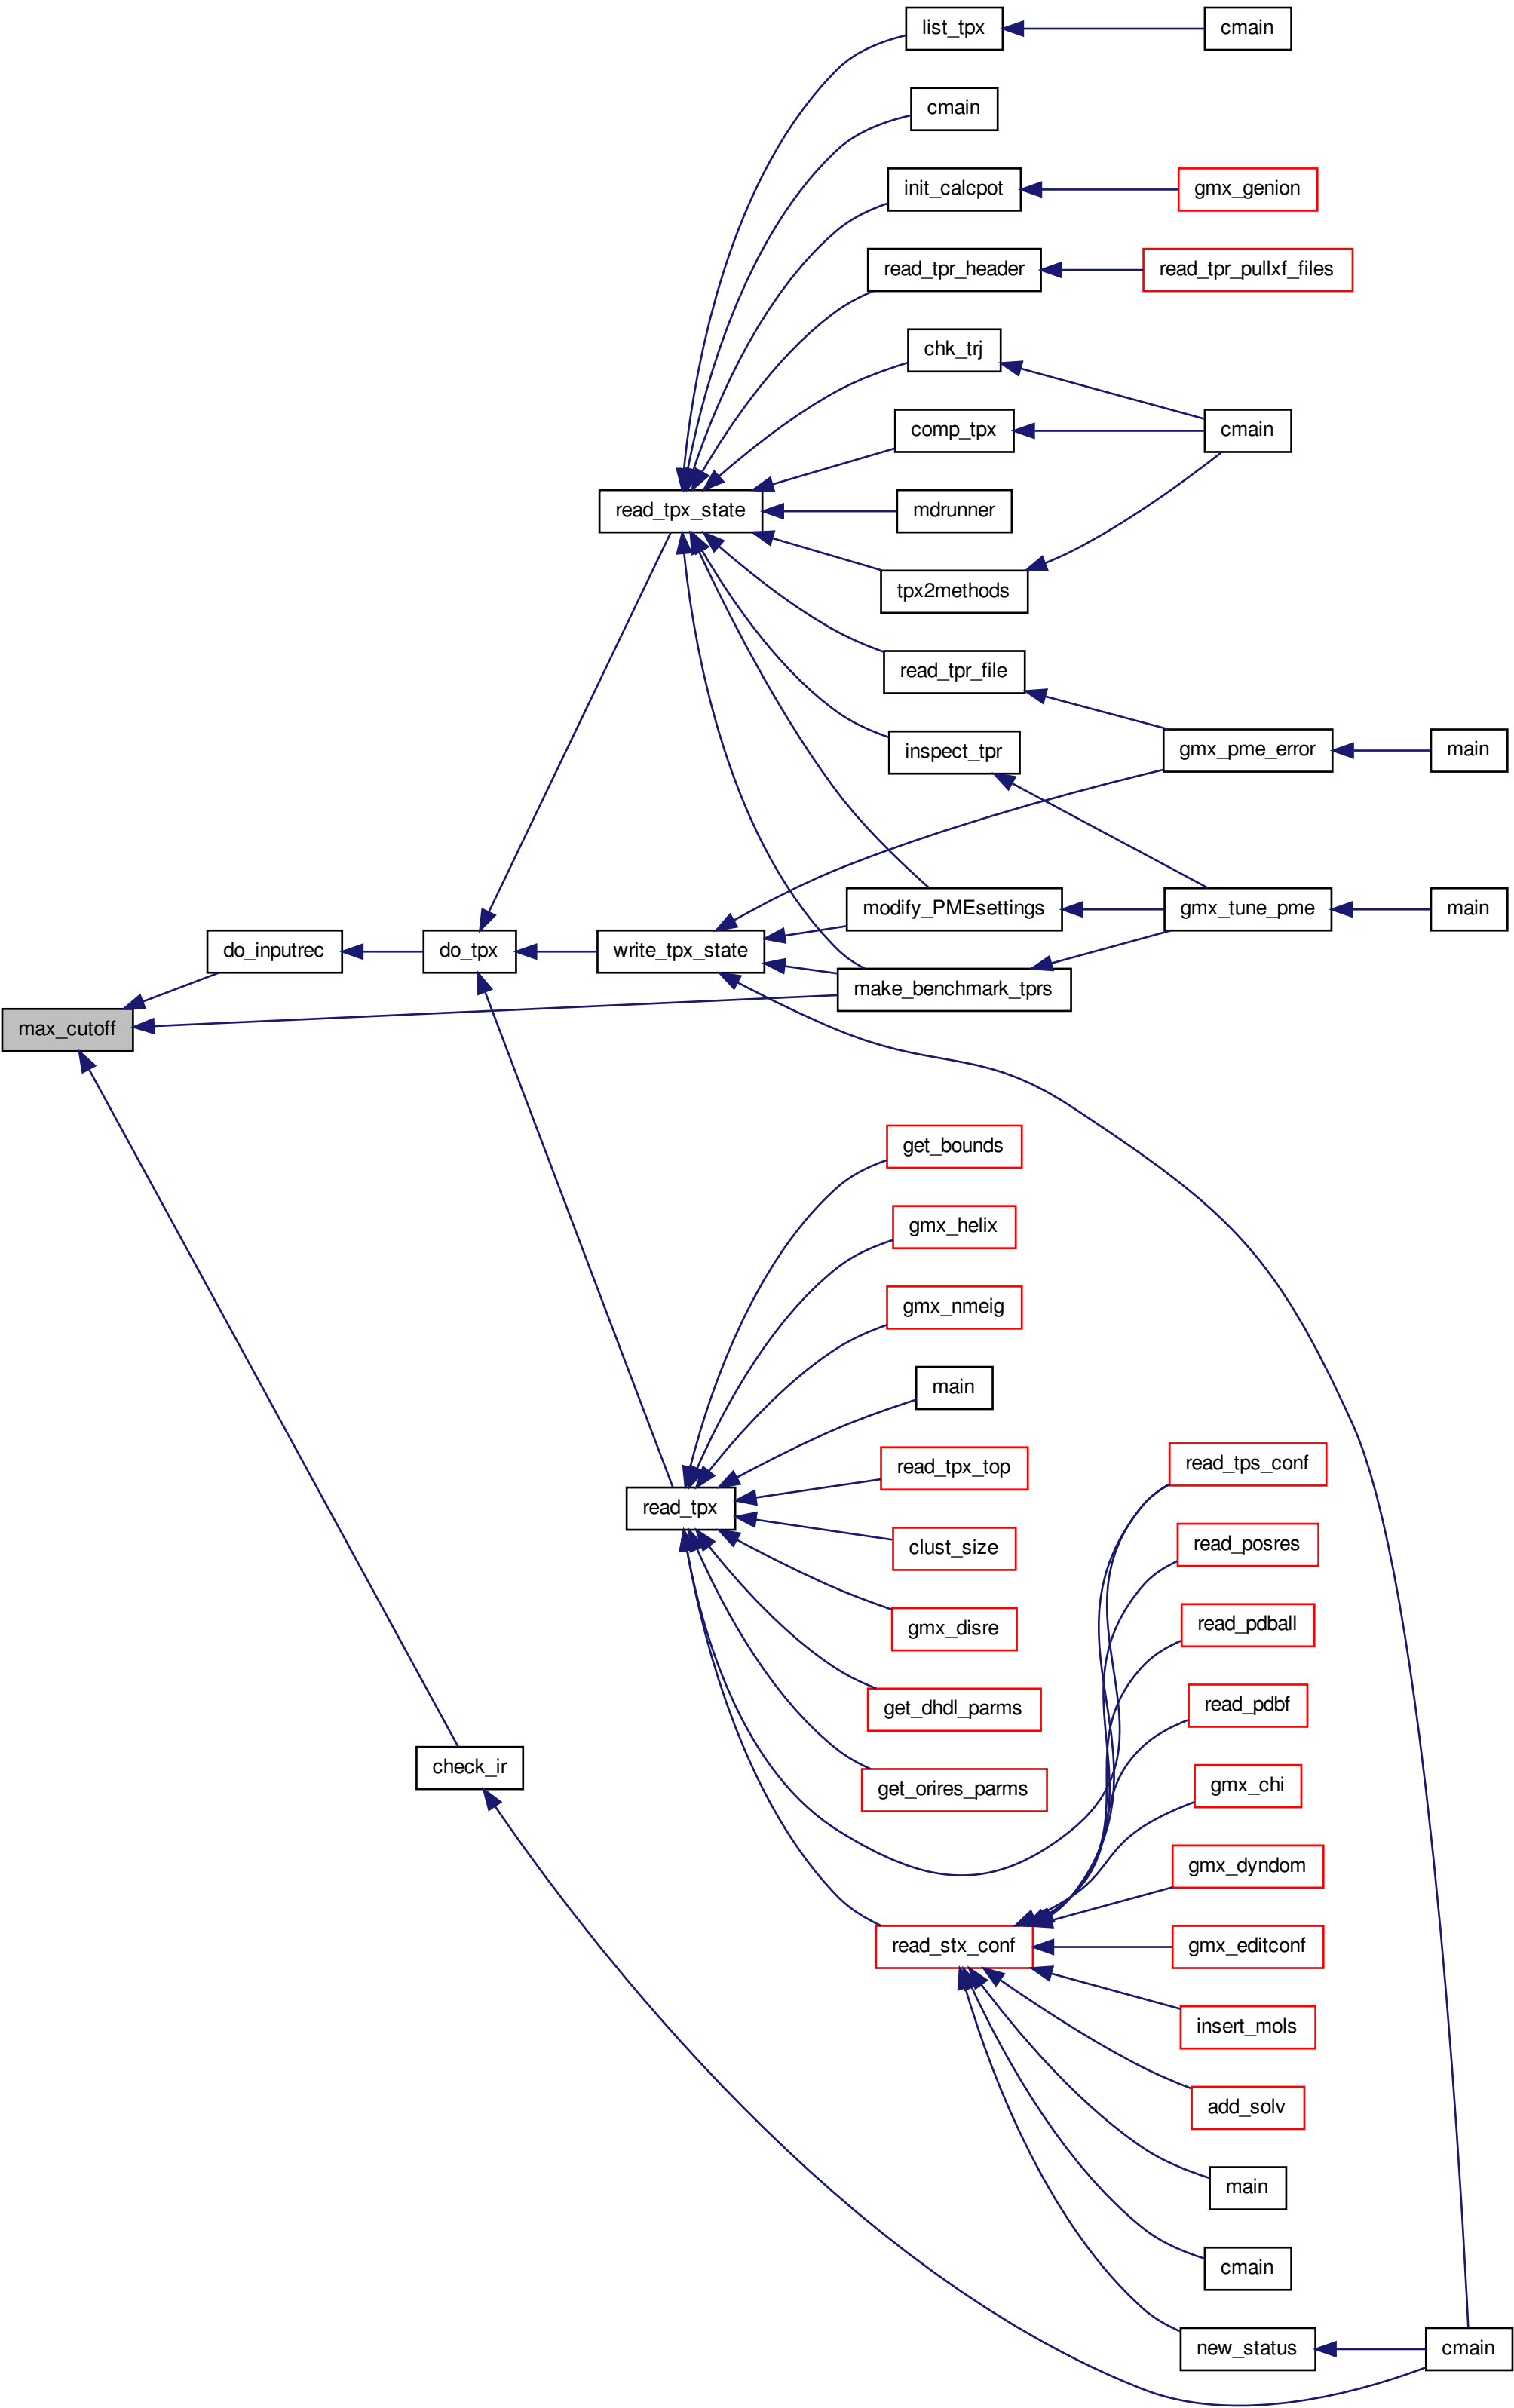 list_tpx
cmain
cmain
init_calcpot
gmx_genion
read_tpr_header
read_tpr_pullxf_files
chk_trj
comp_tpx
cmain
read_tpx_state
mdrunner
tpx2methods
read_tpr_file
inspect_tpr
gmx_pme_error
main
modify_PMEsettings
gmx_tune_pme
main
do_inputrec
do_tpx
write_tpx_state
make_benchmark_tprs
max_cutoff
get_bounds
gmx_helix
gmx_nmeig
main
read_tpx_top
read_tps_conf
read_tpx
clust_size
read_posres
gmx_disre
read_pdball
get_dhdl_parms
read_pdbf
check_ir
get_orires_parms
gmx_chi
gmx_dyndom
read_stx_conf
gmx_editconf
insert_mols
add_solv
main
cmain
new_status
cmain